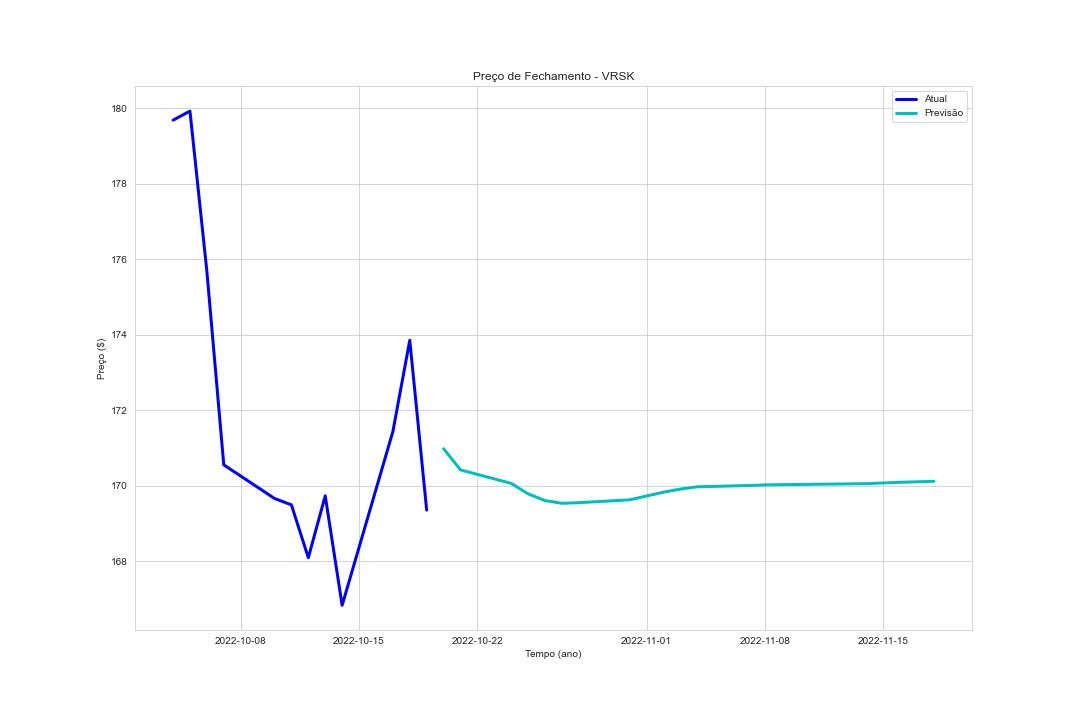 Preço de Fechamento - VRSK
Atual
Previsão
Preço ($)
180
178
176
174
172
170
168
2022-10-08
2022-10-15
2022-10-22
2022-11-01
2022-11-08
2022-11-15
Tempo (ano)